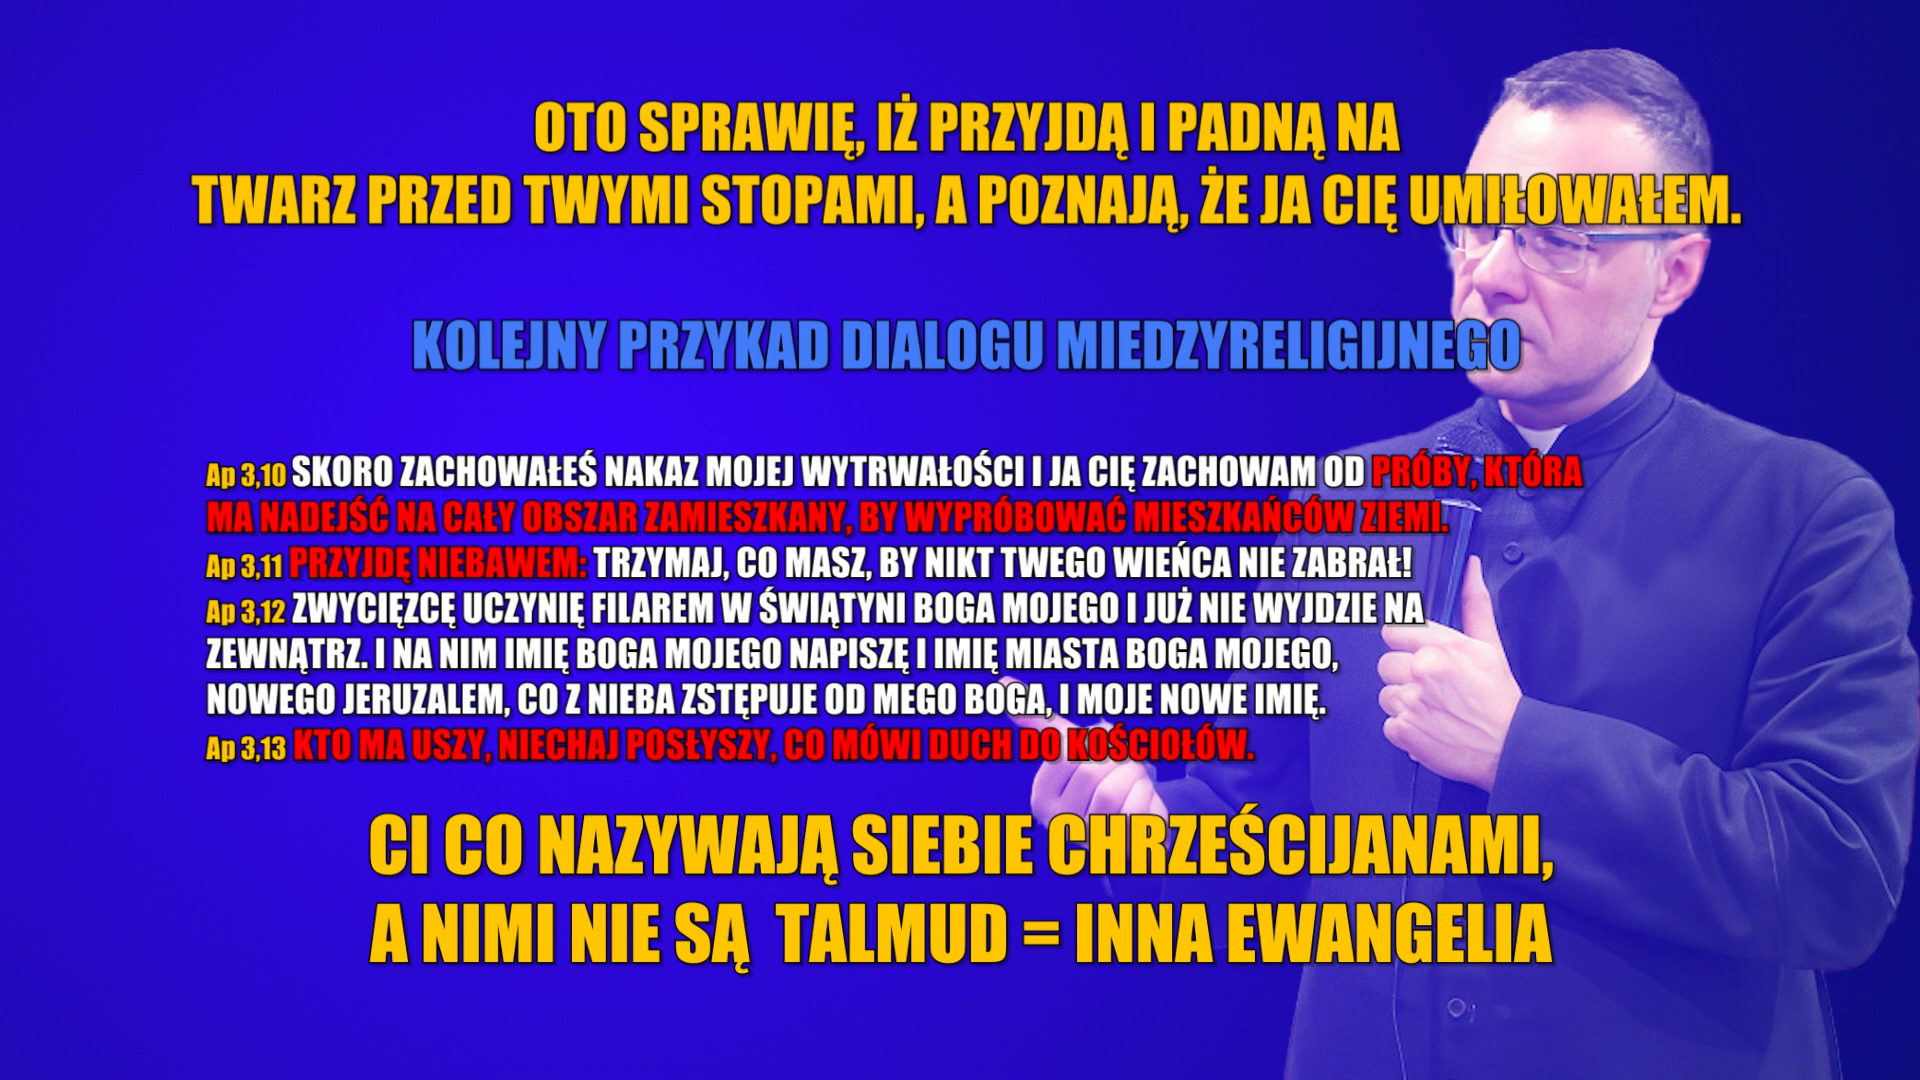 OTO SPRAWIĘ, IŻ PRZYJDĄ I PADNĄ NA
TWARZ PRZED TWYMI STOPAMI, A POZNAJĄ, ŻE JA CIĘ UMIŁOWAŁEM.
KOLEJNY PRZYKAD DIALOGU MIEDZYRELIGIJNEGO
Ap 3,10 SKORO ZACHOWAŁEŚ NAKAZ MOJEJ WYTRWAŁOŚCI I JA CIĘ ZACHOWAM OD PRÓBY, KTÓRA
MA NADEJŚĆ NA CAŁY OBSZAR ZAMIESZKANY, BY WYPRÓBOWAĆ MIESZKAŃCÓW ZIEMI.
Ap 3,11 PRZYJDĘ NIEBAWEM: TRZYMAJ, CO MASZ, BY NIKT TWEGO WIEŃCA NIE ZABRAŁ!
Ap 3,12 ZWYCIĘZCĘ UCZYNIĘ FILAREM W ŚWIĄTYNI BOGA MOJEGO I JUŻ NIE WYJDZIE NA
ZEWNĄTRZ. I NA NIM IMIĘ BOGA MOJEGO NAPISZĘ I IMIĘ MIASTA BOGA MOJEGO,
NOWEGO JERUZALEM, CO Z NIEBA ZSTĘPUJE OD MEGO BOGA, I MOJE NOWE IMIĘ.
Ap 3,13 KTO MA USZY, NIECHAJ POSŁYSZY, CO MÓWI DUCH DO KOŚCIOŁÓW.
CI CO NAZYWAJĄ SIEBIE CHRZEŚCIJANAMI,
A NIMI NIE SĄ TALMUD = INNA EWANGELIA